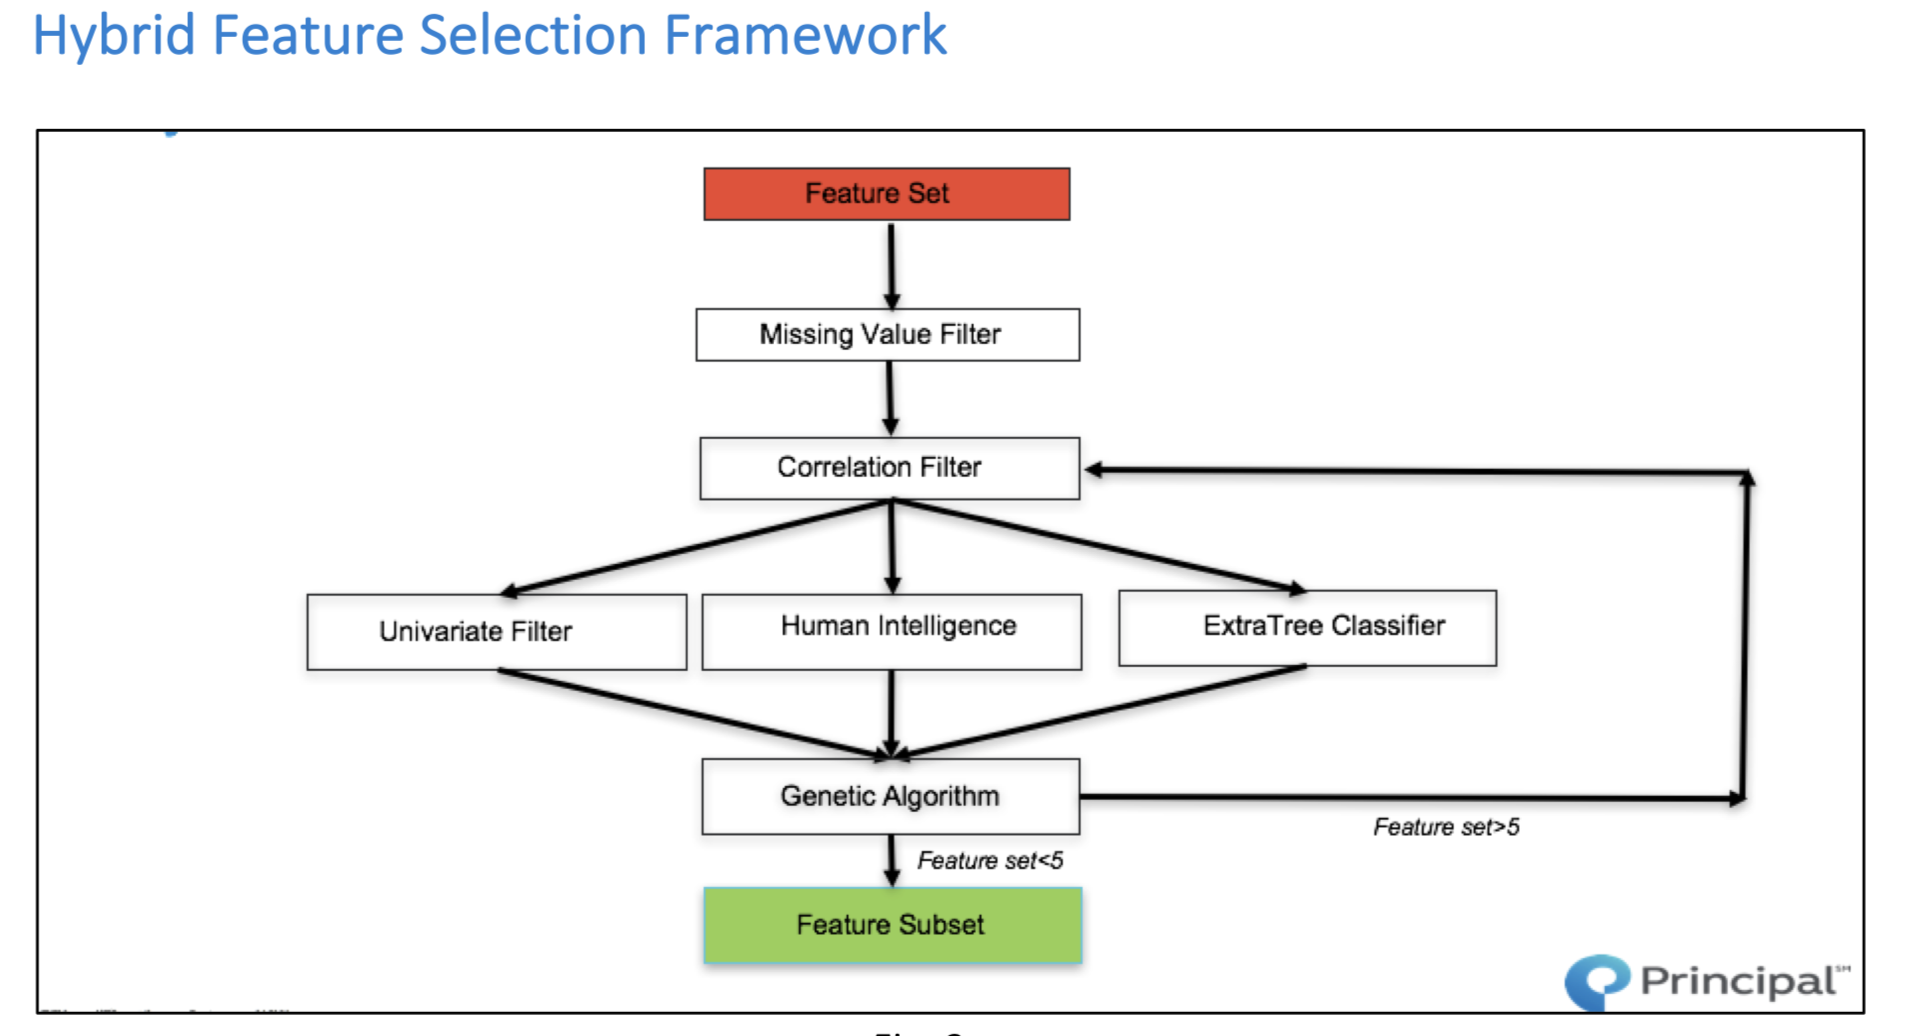 Hybrid Feature Selection Framework
Feature Set
Missing Value Filter
Correlation Filter
Univariate Filter
Human Intelligence
ExtraTree Classifier
Genetic Algorithm
Feature set>5
Feature set<5
Feature Subset
Principal℠